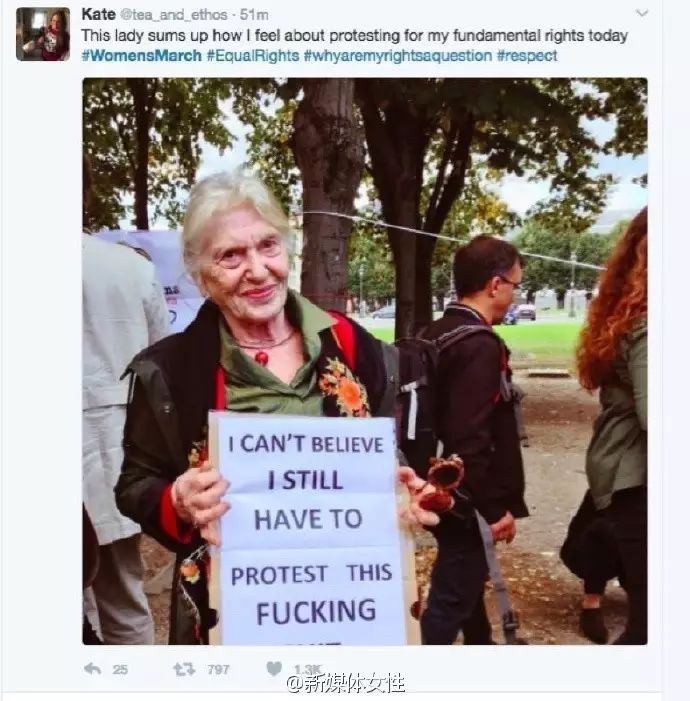 Kate @tea_and_ethos · 51m
This lady sums up how I feel about protesting for my fundamental rights today
#WomensMarch #EqualRights #whyaremyrightsaquestion #respect
I CAN'T BELIEVE
I STILL
HAVE TO
PROTEST THIS
FUCKING
25 797 1.3K
@新媒体女性